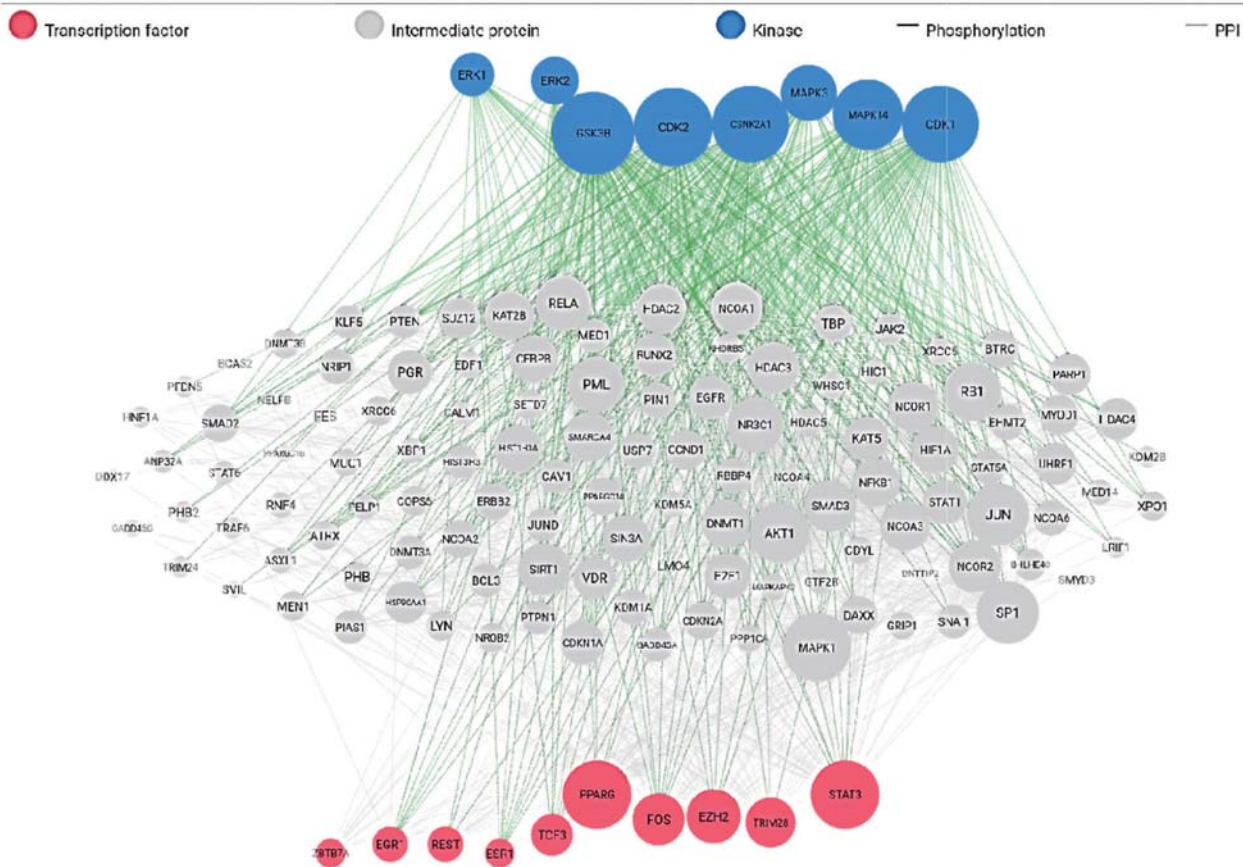 Transcription factor
Intermediate protein
Kinase
Phosphorylation
PPI
ERK1
ERK2
MAPK3
GSK3B
CDK2
CSNK2A1
MAPK14
CDK1
RELA
HDAC2
NCOA1
KLF5
PTEN
SUZ12
KAT2B
MED1
TBP
JAK2
DNMT3B
BCAS2
NRIP1
PGR
EDF1
CEBPB
RUNX2
KHDRBS
HDAC3
HIC1
XRCC5
BTRC
PARP1
PFDN5
NELFB
PML
PIN1
EGFR
WHSC1
RB1
HNF1A
SMAD2
XRCC6
CALM1
SETD7
NR3C1
HDAC5
NCOR1
EHMT2
MYOD1
HDAC4
ANP32A
STAT6
MUC1
XBP1
HIST3H3
SMARCA4
USP7
CCND1
KAT5
HIF1A
STAT5A
UHRF1
KDM2B
DDX17
CAV1
RBBP4
NCOA4
NFKB1
MED14
PHB2
RNF4
PELP1
COPS5
ERBB2
KDM5A
SMAD3
STAT1
XPO1
TRAF6
ATRX
NCOA2
JUND
SIN3A
DNMT1
AKT1
NCOA3
JUN
NCOA6
TRIM24
ASXL1
DNMT3A
LMO4
CDYL
SVIL
PHB
BCL3
SIRT1
VDR
E2F1
GTF2B
DNTTIP2
NCOR2
BHLHE40
SMYD3
MEN1
HSP90AA1
PTPN1
KDM1A
CDKN2A
DAXX
GRIP1
SP1
PIAS1
LYN
NR0B2
CDKN1A
GADD45A
PPP1CA
MAPK1
PPARG
STAT3
FOS
EZH2
TRIM28
TCF3
ZBTB7A
EGR1
REST
ESR1